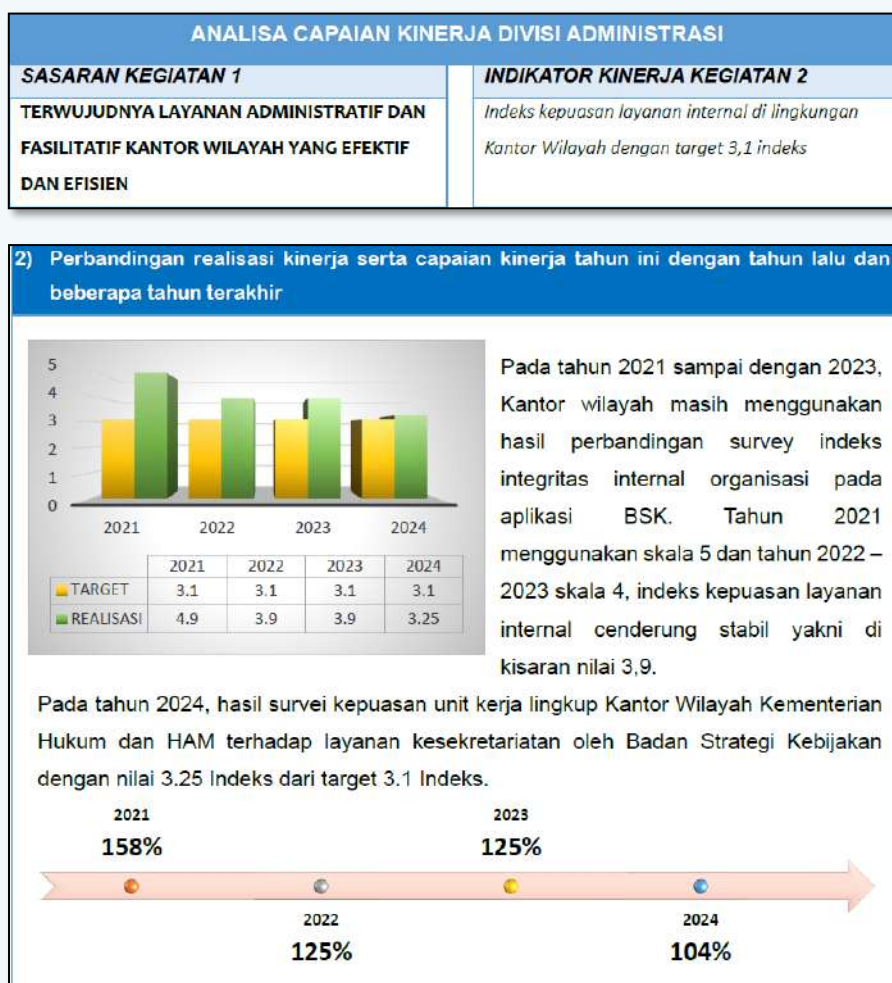 ANALISA CAPAIAN KINERJA DIVISI ADMINISTRASI
SASARAN KEGIATAN 1
TERWUJUDNYA LAYANAN ADMINISTRATIF DAN
FASILITATIF KANTOR WILAYAH YANG EFEKTIF
DAN EFISIEN
INDIKATOR KINERJA KEGIATAN 2
Indeks kepuasan layanan internal di lingkungan
Kantor Wilayah dengan target 3,1 indeks
2) Perbandingan realisasi kinerja serta capaian kinerja tahun ini dengan tahun lalu dan
beberapa tahun terakhir
5
4
3
2
1
0
2021 2022 2023 2024
2021 2022 2023 2024
TARGET 3.1 3.1 3.1 3.1
REALISASI 4.9 3.9 3.9 3.25
Pada tahun 2021 sampai dengan 2023,
Kantor wilayah masih menggunakan
hasil perbandingan survey indeks
integritas internal organisasi pada
aplikasi BSK. Tahun 2021
menggunakan skala 5 dan tahun 2022 –
2023 skala 4, indeks kepuasan layanan
internal cenderung stabil yakni di
kisaran nilai 3,9.
Pada tahun 2024, hasil survei kepuasan unit kerja lingkup Kantor Wilayah Kementerian
Hukum dan HAM terhadap layanan kesekretariatan oleh Badan Strategi Kebijakan
dengan nilai 3.25 Indeks dari target 3.1 Indeks.
2021
158%
2023
125%
2022
125%
2024
104%